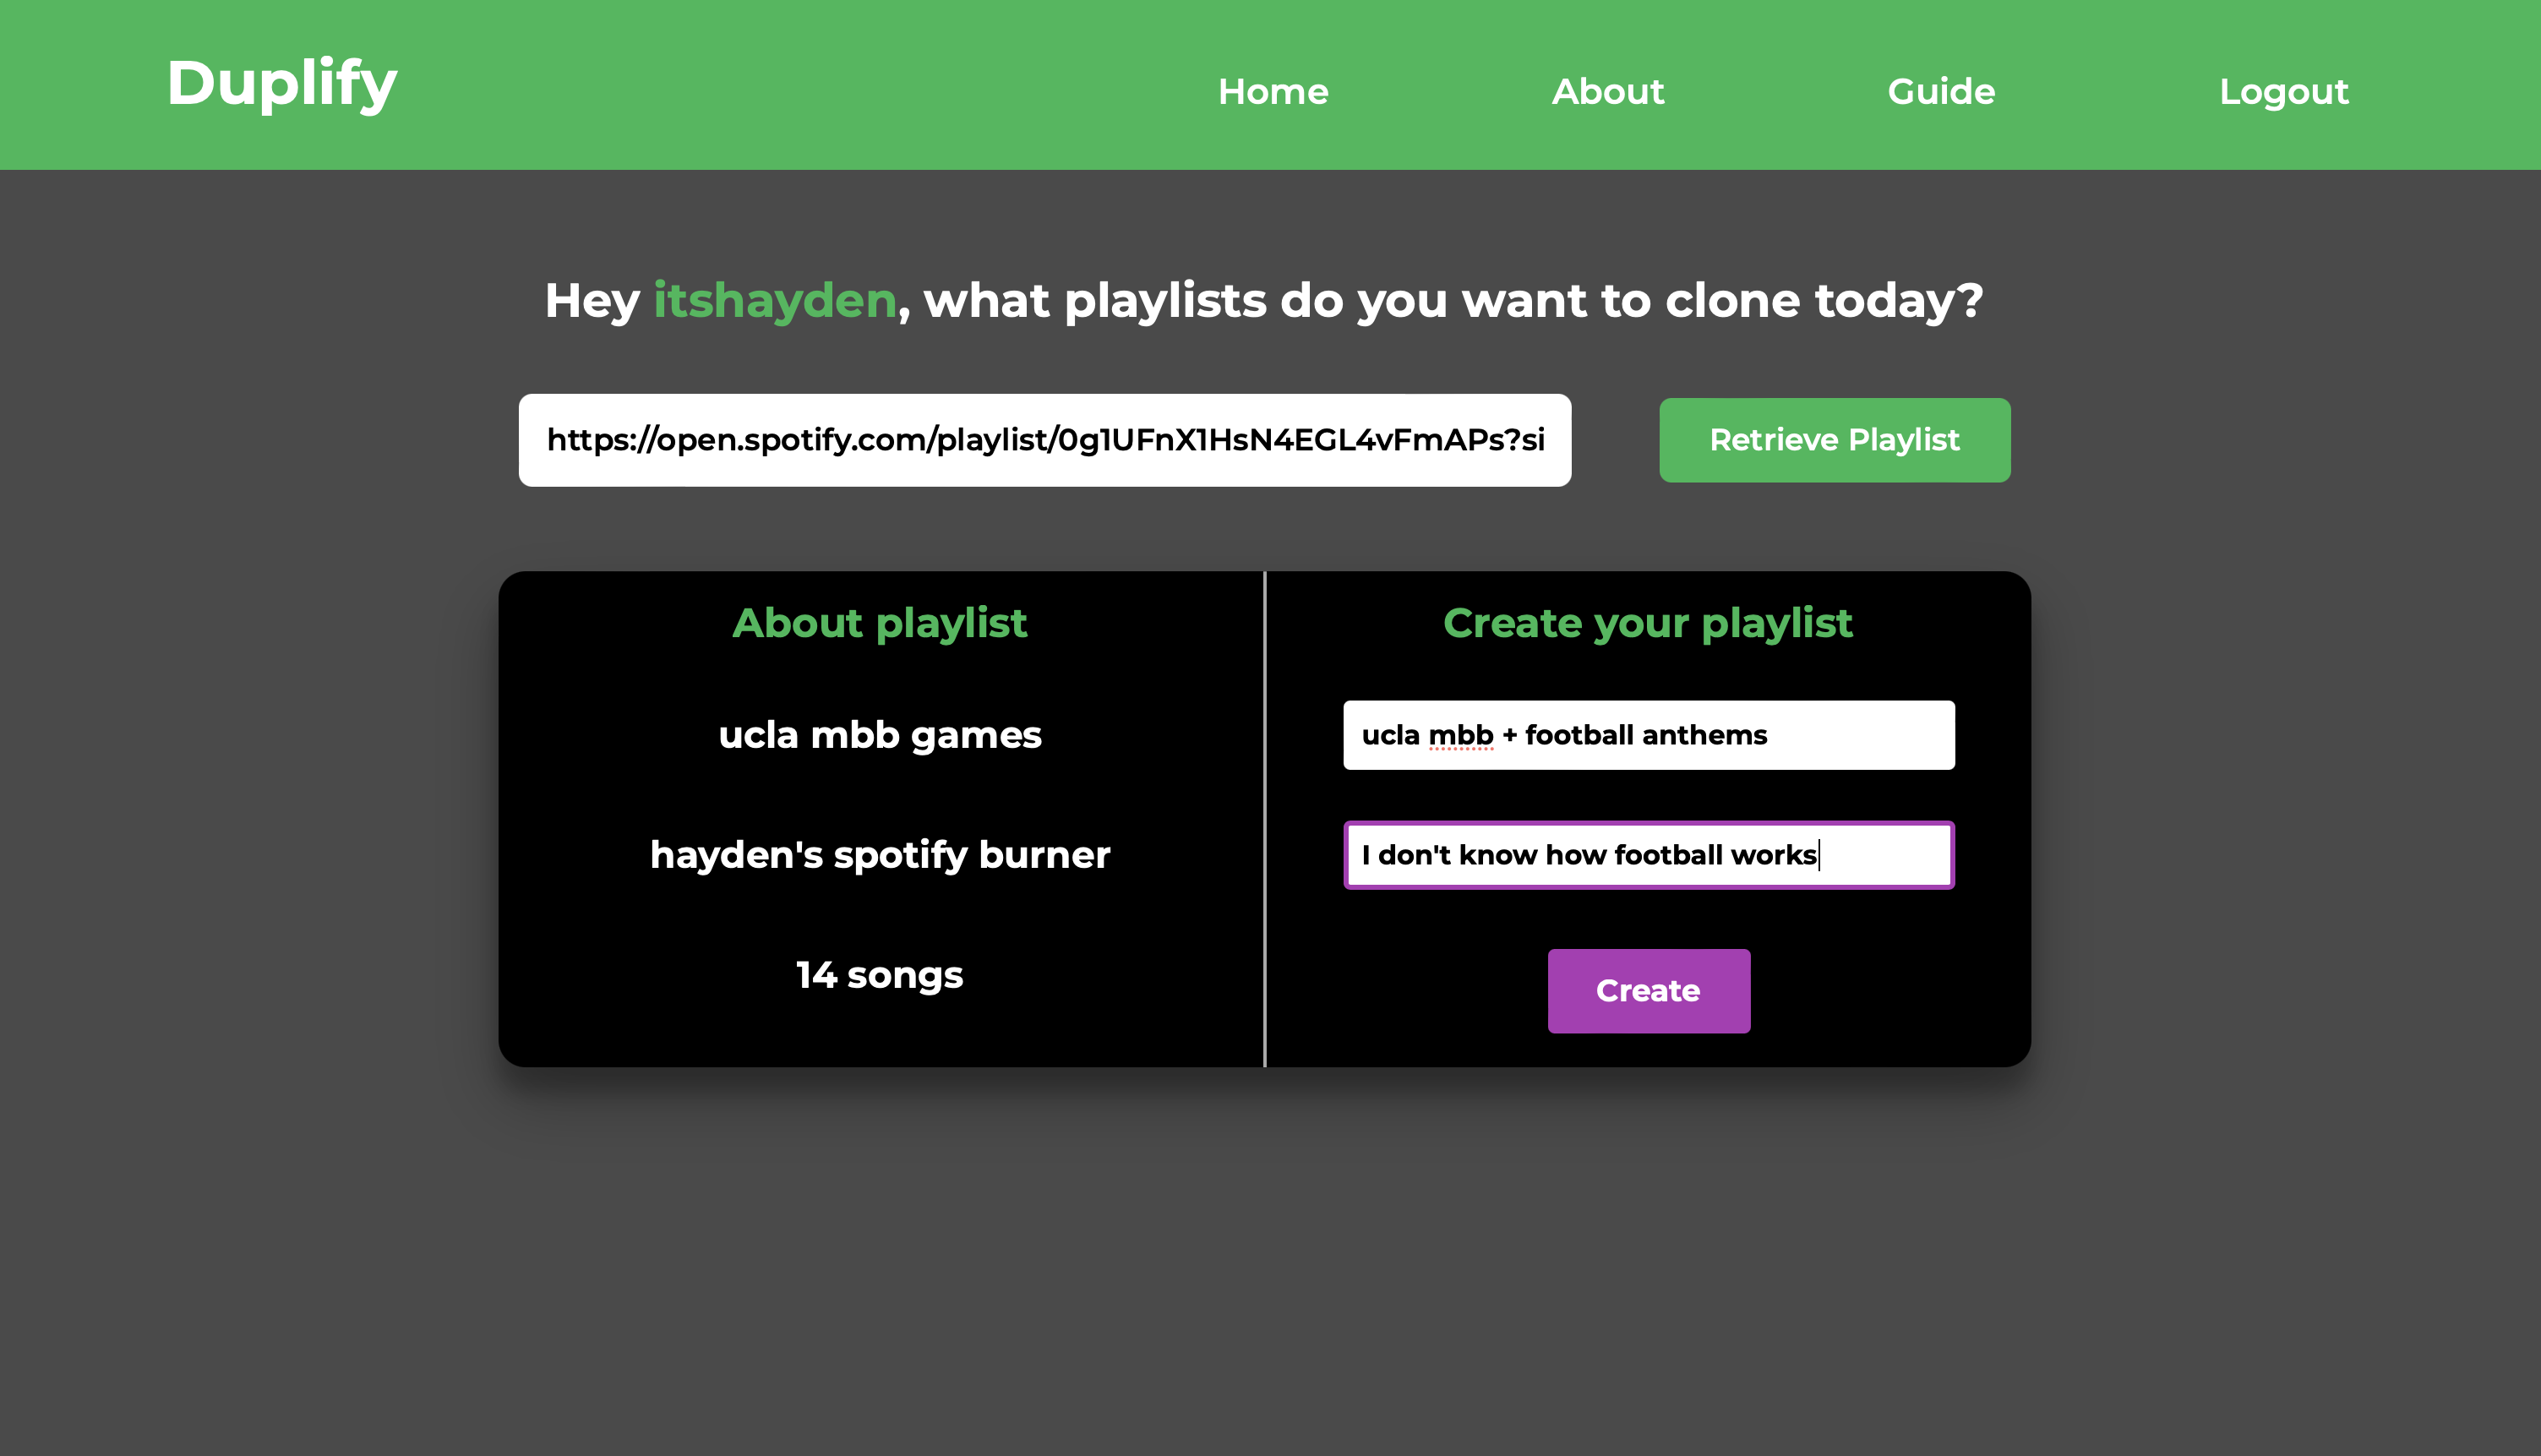 Duplify
Home
About
Guide
Logout
Hey itshayden, what playlists do you want to clone today?
https://open.spotify.com/playlist/0g1UFnX1HsN4EGL4vFmAPs?si
Retrieve Playlist
About playlist
ucla mbb games
hayden's spotify burner
14 songs
Create your playlist
ucla mbb + football anthems
I don't know how football works
Create